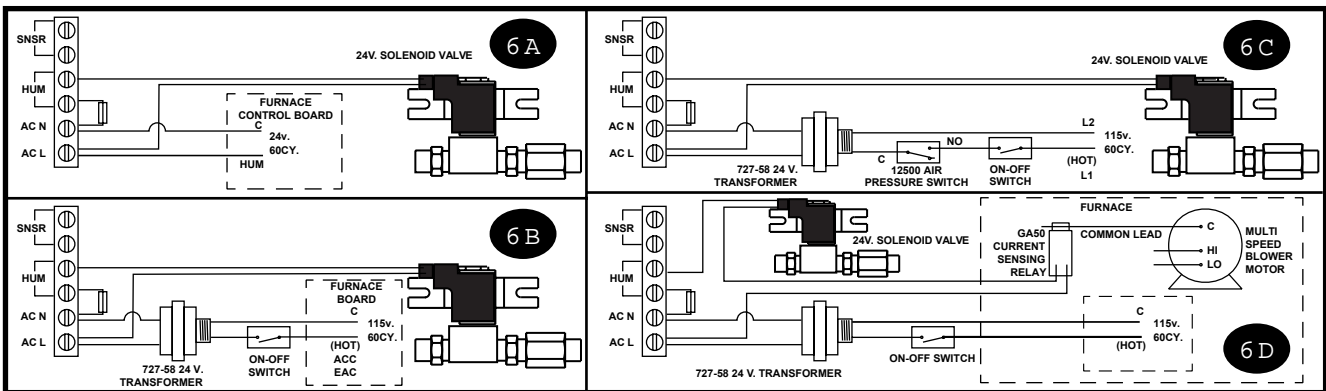 SNSR
HUM
AC N
AC L
24V. SOLENOID VALVE
6A
FURNACE
CONTROL BOARD
C
24v.
60CY.
HUM
SNSR
HUM
AC N
AC L
24V. SOLENOID VALVE
6C
L2
115v.
60CY.
(HOT)
L1
NO
C
727-58 24 V.
TRANSFORMER
12500 AIR
PRESSURE SWITCH
ON-OFF
SWITCH
SNSR
HUM
AC N
AC L
6B
FURNACE
BOARD
C
115v.
60CY.
(HOT)
ACC
EAC
ON-OFF
SWITCH
727-58 24 V.
TRANSFORMER
SNSR
HUM
AC N
AC L
24V. SOLENOID VALVE
FURNACE
GA50
CURRENT
SENSING
RELAY
COMMON LEAD
C
HI
LO
MULTI
SPEED
BLOWER
MOTOR
C
115v.
60CY.
(HOT)
ON-OFF SWITCH
727-58 24 V. TRANSFORMER
6D